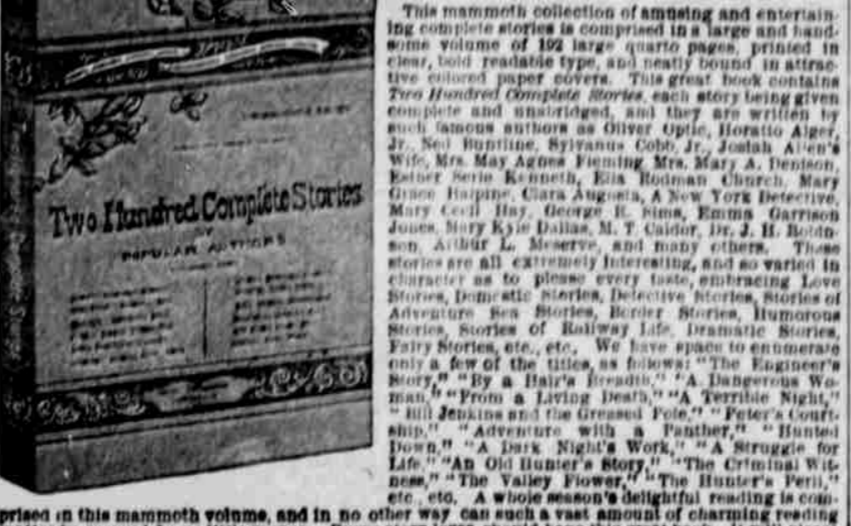 Two Hundred Complete Stories
BY
POPULAR AUTHORS
This mammoth collection of amusing and entertain-
ing complete stories is comprised in a large and hand-
some volume of 192 large quarto pages, printed in
clear, bold readable type, and neatly bound in attrac-
tive colored paper covers. This great book contains
Two Hundred Complete Stories, each story being given
complete and unabridged, and they are written by
such famous authors as Oliver Optic, Horatio Alger,
Jr., Ned Buntline, Sylvanus Cobb, Jr., Josiah Allen's
Wife, Mrs. May Agnes Fleming, Mrs. Mary A. Denison,
Esther Serle Kenneth, Ella Rodman Church, Mary
Grace Halpine, Clara Augusta, A New York Detective,
Mary Cecil Hay, George R. Sims, Emma Garrison
Jones, Mary Kyle Dallas, M. T. Caldor, Dr. J. H. Robin-
son, Arthur L. Meserve, and many others. These
stories are all extremely interesting, and so varied in
character as to please every taste, embracing Love
Stories, Domestic Stories, Detective Stories, Stories of
Adventure Sea Stories, Border Stories, Humorous
Stories, Stories of Railway Life, Dramatic Stories,
Fairy Stories, etc., etc. We have space to enumerate
only a few of the titles, as follows: "The Engineer's
Story," "By a Hair's Breadth," "A Dangerous Wo-
man," "From a Living Death," "A Terrible Night,"
"Bill Jenkins and the Greased Pole," "Peter's Court-
ship," "Adventure with a Panther," "Hunted
Down," "A Dark Night's Work," "A Struggle for
Life," "An Old Hunter's Story," "The Criminal Wit-
ness," "The Valley Flower," "The Hunter's Peril,"
etc., etc. A whole season's delightful reading is com-
prised in this mammoth volume, and in no other way can such a vast amount of charming reading